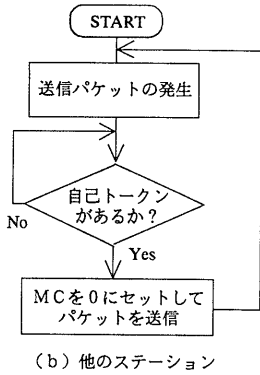 START
送信パケットの発生
自己トークン
があるか?
No
Yes
MCを0にセットして
パケットを送信
(b)他のステーション